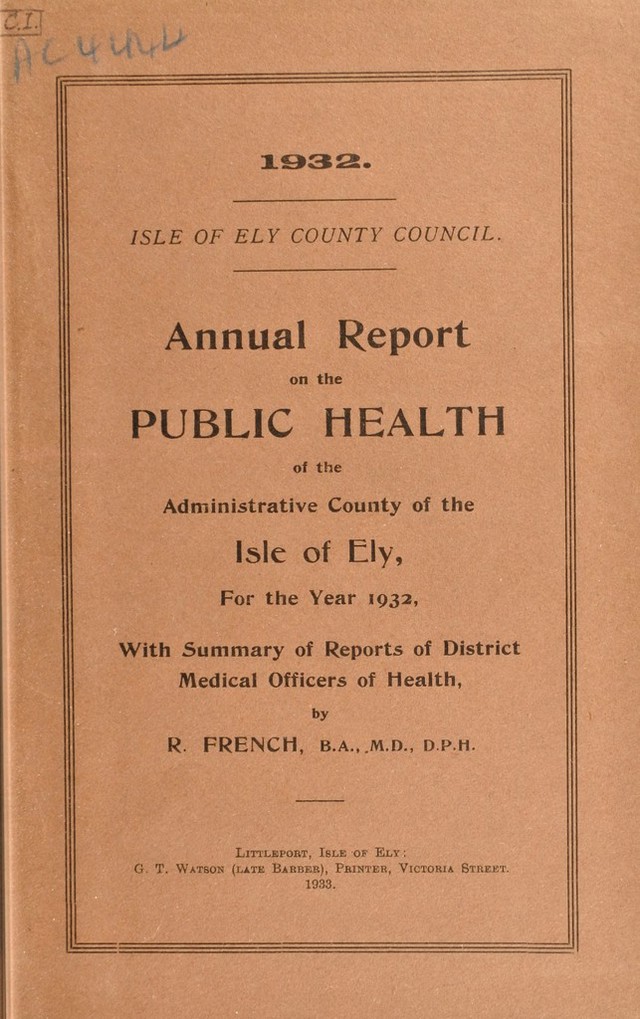 C.I.
AC 4444
1932.
ISLE OF ELY COUNTY COUNCIL.
Annual Report
on the
PUBLIC HEALTH
of the
Administrative County of the
Isle of Ely,
For the Year 1932,
With Summary of Reports of District
Medical Officers of Health,
by
R. FRENCH, B.A., M.D., D.P.H.
LITTLEPORT, ISLE OF ELY:
G. T. WATSON (LATE BARBER), PRINTER, VICTORIA STREET.
1933.